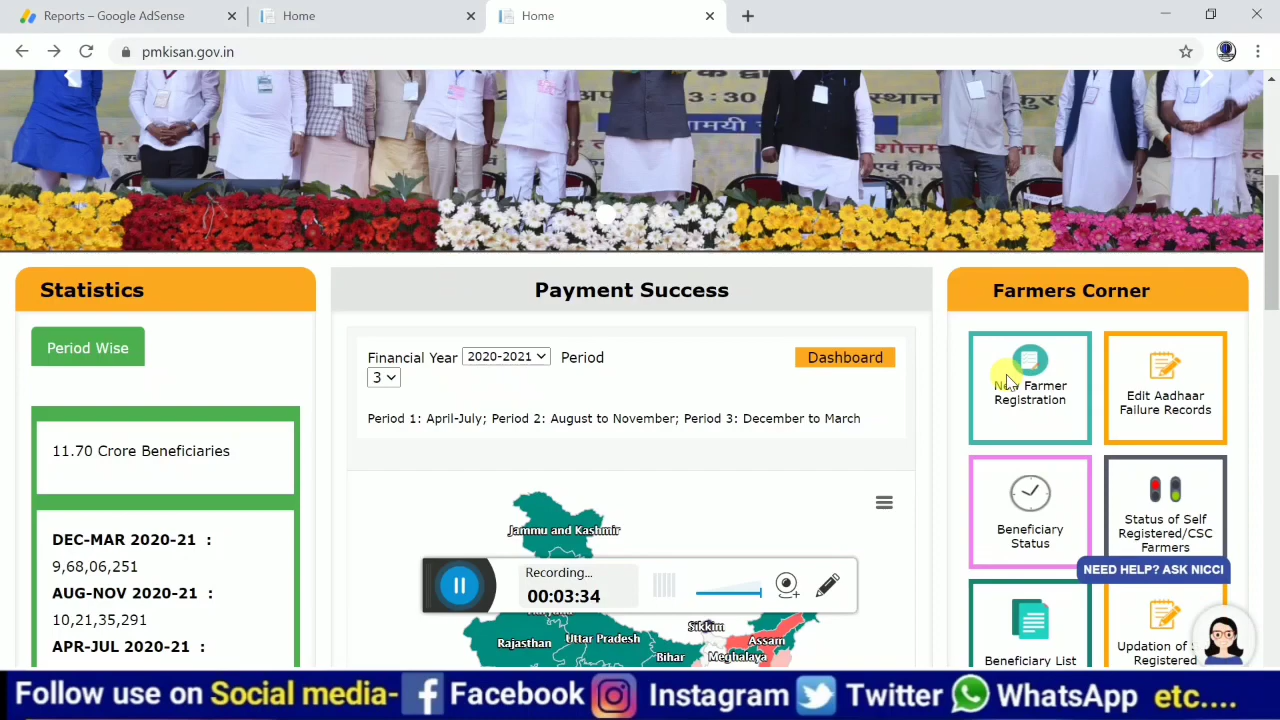 Reports – Google AdSense
Home
Home
pmkisan.gov.in
3:30
स्थान
Statistics
Payment Success
Farmers Corner
Period Wise
Financial Year 2020-2021 Period
3
Dashboard
Period 1: April-July; Period 2: August to November; Period 3: December to March
11.70 Crore Beneficiaries
DEC-MAR 2020-21 :
9,68,06,251
AUG-NOV 2020-21 :
10,21,35,291
APR-JUL 2020-21 :
Jammu and Kashmir
Rajasthan
Uttar Pradesh
Bihar
Sikkim
Assam
Meghalaya
Recording...
00:03:34
New Farmer
Registration
Edit Aadhaar
Failure Records
Beneficiary
Status
Status of Self
Registered/CSC
Farmers
NEED HELP? ASK NICCI
Beneficiary List
Updation of
Registered
Follow use on Social media- Facebook Instagram Twitter WhatsApp etc....